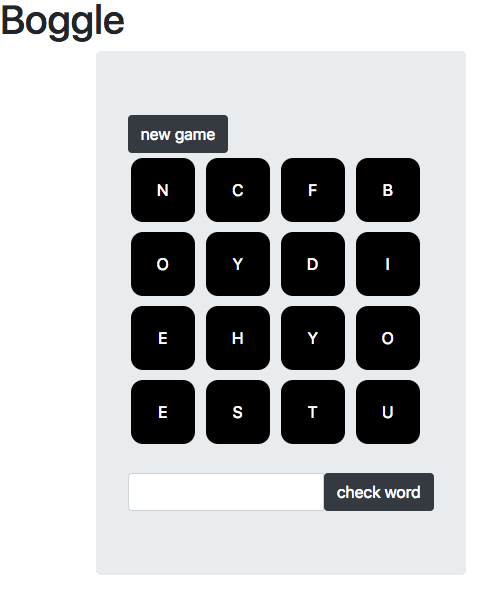 Boggle
new game
N C F B
O Y D I
E H Y O
E S T U
check word